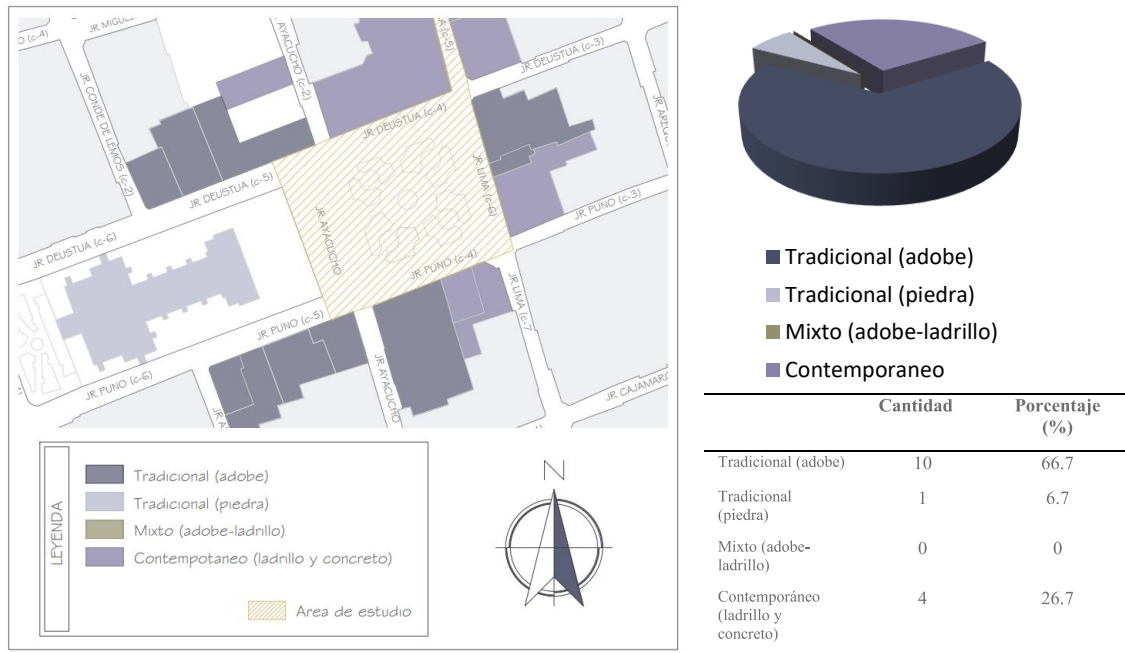 JR MIGUEL
JR CONDE DE LEMOS (c-2)
JR AYACUCHO (c-2)
(c-5)
JR DEUSTUA (c-3)
JR DEUSTUA (c-4)
JR DEUSTUA (c-5)
JR DEUSTUA (c-6)
JR LIMA (c-6)
JR PUNO (c-3)
JR AYACUCHO
JR PUNO (c-4)
JR PUNO (c-5)
JR LIMA (c-7
JR PUNO (c-6)
JR AYACUCHO
JR CAJAMARC
LEYENDA
Tradicional (adobe)
Tradicional (piedra)
Mixto (adobe-ladrillo)
Contempotaneo (ladrillo y concreto)
Area de estudio
N
Tradicional (adobe)
Tradicional (piedra)
Mixto (adobe-ladrillo)
Contemporaneo
Cantidad Porcentaje
(%)
Tradicional (adobe) 10 66.7
Tradicional
(piedra) 1 6.7
Mixto (adobe-
ladrillo) 0 0
Contemporáneo 4 26.7
(ladrillo y
concreto)